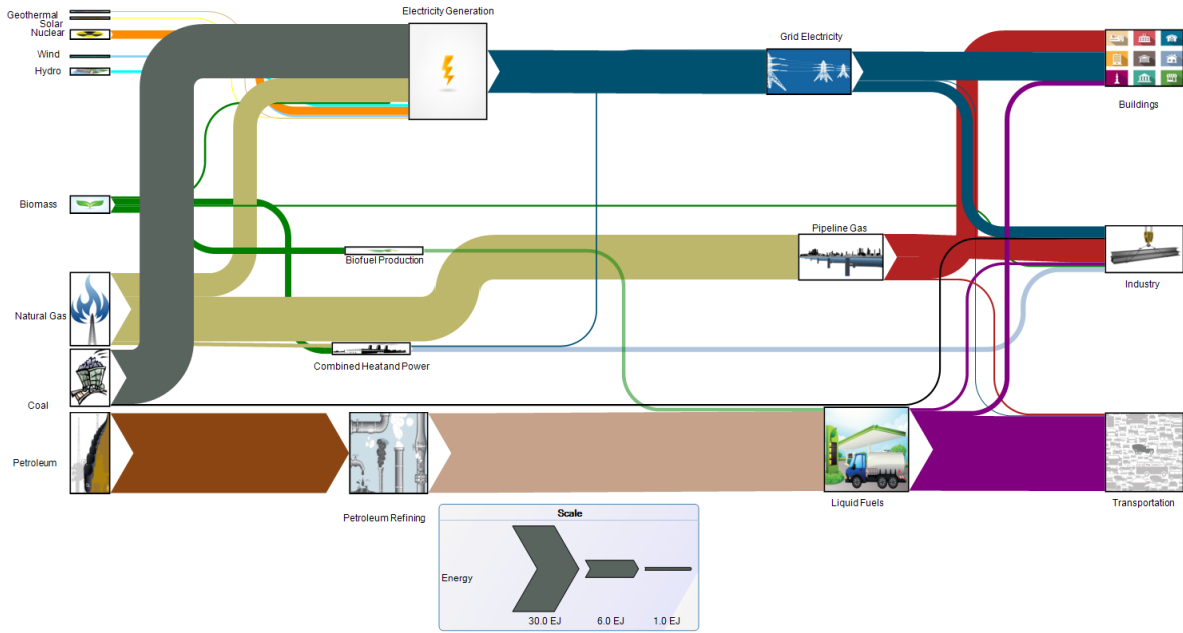 Electricity Generation
Geothermal
Solar
Nuclear
Grid Electricity
Wind
Hydro
Buildings
Biomass
Pipeline Gas
Biofuel Production
Industry
Natural Gas
Combined Heatand Power
Coal
Petroleum
Liquid Fuels
Transportation
Petroleum Refining
Scale
Energy
30.0 EJ 6.0 EJ 1.0 EJ